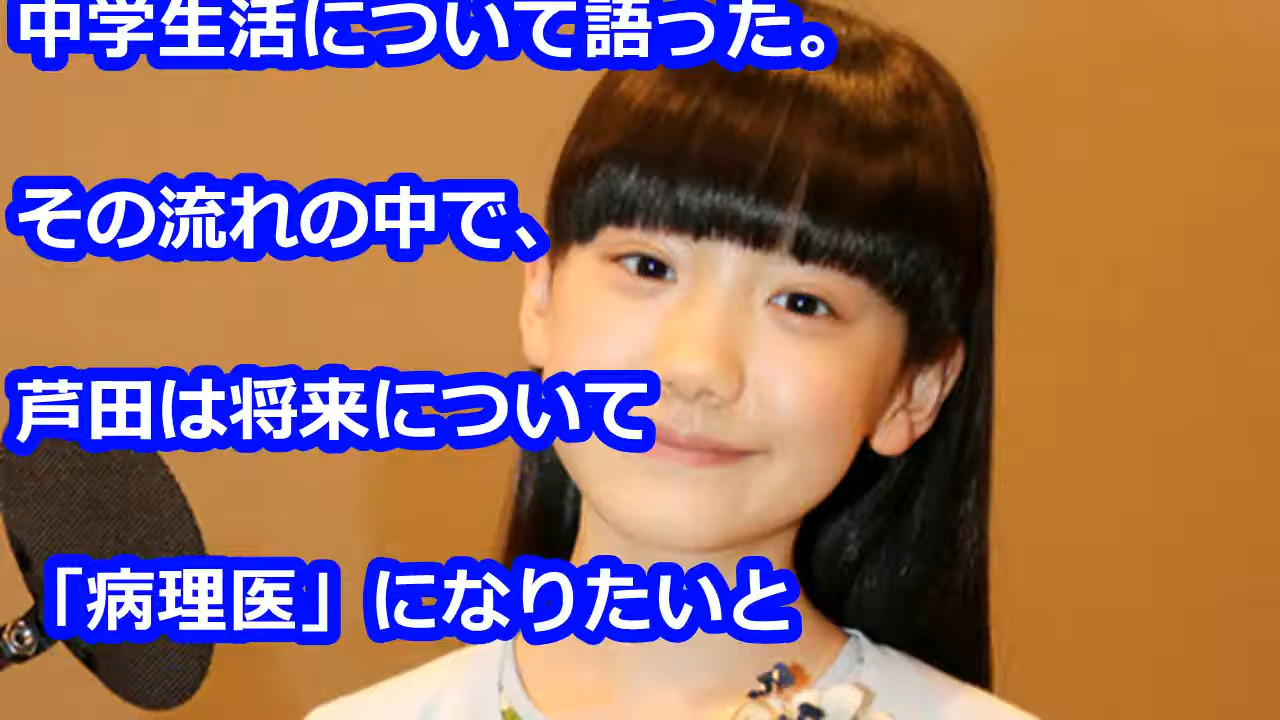 中学生活について語った。
その流れの中で、
芦田は将来について
「病理医」になりたいと